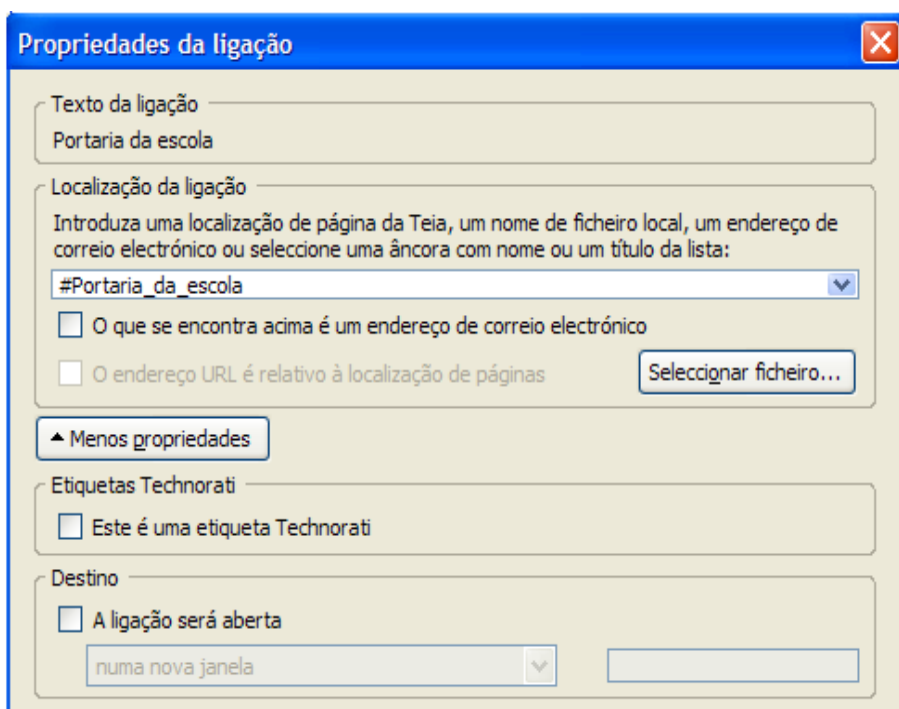 Propriedades da ligação
Texto da ligação
Portaria da escola
Localização da ligação
Introduza uma localização de página da Teia, um nome de ficheiro local, um endereço de
correio electrónico ou seleccione uma âncora com nome ou um título da lista:
#Portaria_da_escola
O que se encontra acima é um endereço de correio electrónico
O endereço URL é relativo à localização de páginas
Seleccionar ficheiro...
Menos propriedades
Etiquetas Technorati
Este é uma etiqueta Technorati
Destino
A ligação será aberta
numa nova janela